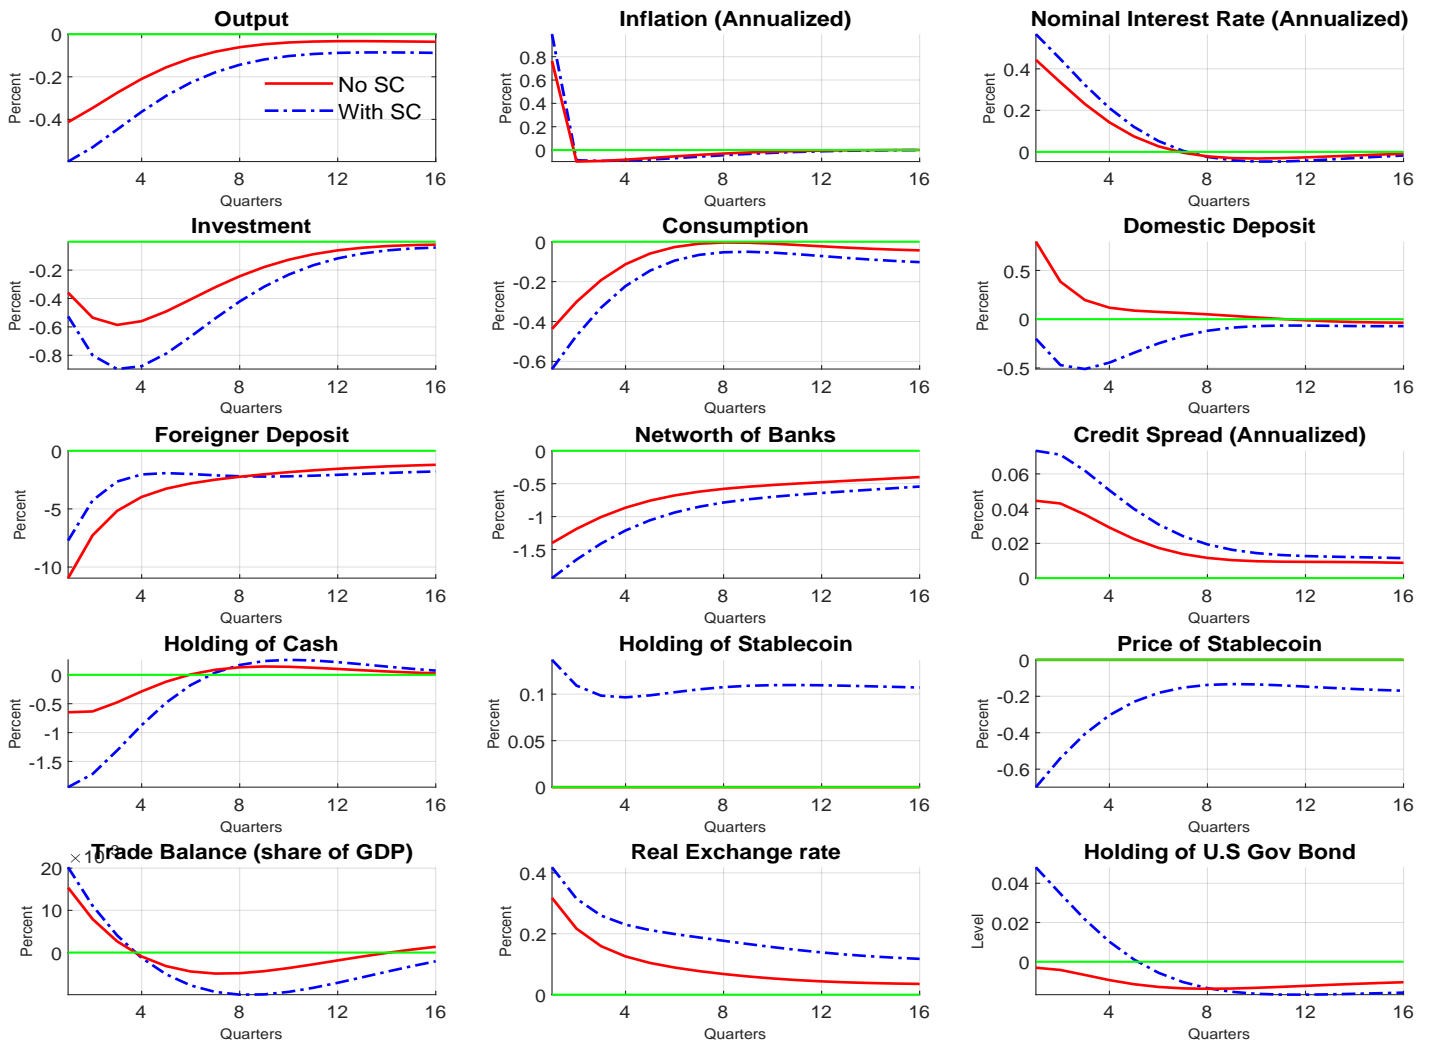 Output
Percent
0
-0.2
-0.4
No SC
With SC
4
8
12
16
Quarters
Inflation (Annualized)
Percent
0.8
0.6
0.4
0.2
0
4
8
12
16
Quarters
Nominal Interest Rate (Annualized)
Percent
0.4
0.2
0
4
8
12
16
Quarters
Investment
Percent
-0.2
-0.4
-0.6
-0.8
4
8
12
16
Quarters
Consumption
Percent
0
-0.2
-0.4
-0.6
4
8
12
16
Quarters
Domestic Deposit
Percent
0.5
0
-0.5
4
8
12
16
Quarters
Foreigner Deposit
Percent
0
-5
-10
4
8
12
16
Quarters
Networth of Banks
Percent
0
-0.5
-1
-1.5
4
8
12
16
Quarters
Credit Spread (Annualized)
Percent
0.06
0.04
0.02
0
4
8
12
16
Quarters
Holding of Cash
Percent
0
-0.5
-1
-1.5
4
8
12
16
Quarters
Holding of Stablecoin
Percent
0.1
0.05
0
4
8
12
16
Quarters
Price of Stablecoin
Percent
0
-0.2
-0.4
-0.6
4
8
12
16
Quarters
Trade Balance (share of GDP)
×10
Percent
20
10
0
4
8
12
16
Quarters
Real Exchange rate
Percent
0.4
0.2
0
4
8
12
16
Quarters
Holding of U.S Gov Bond
Level
0.04
0.02
0
4
8
12
16
Quarters